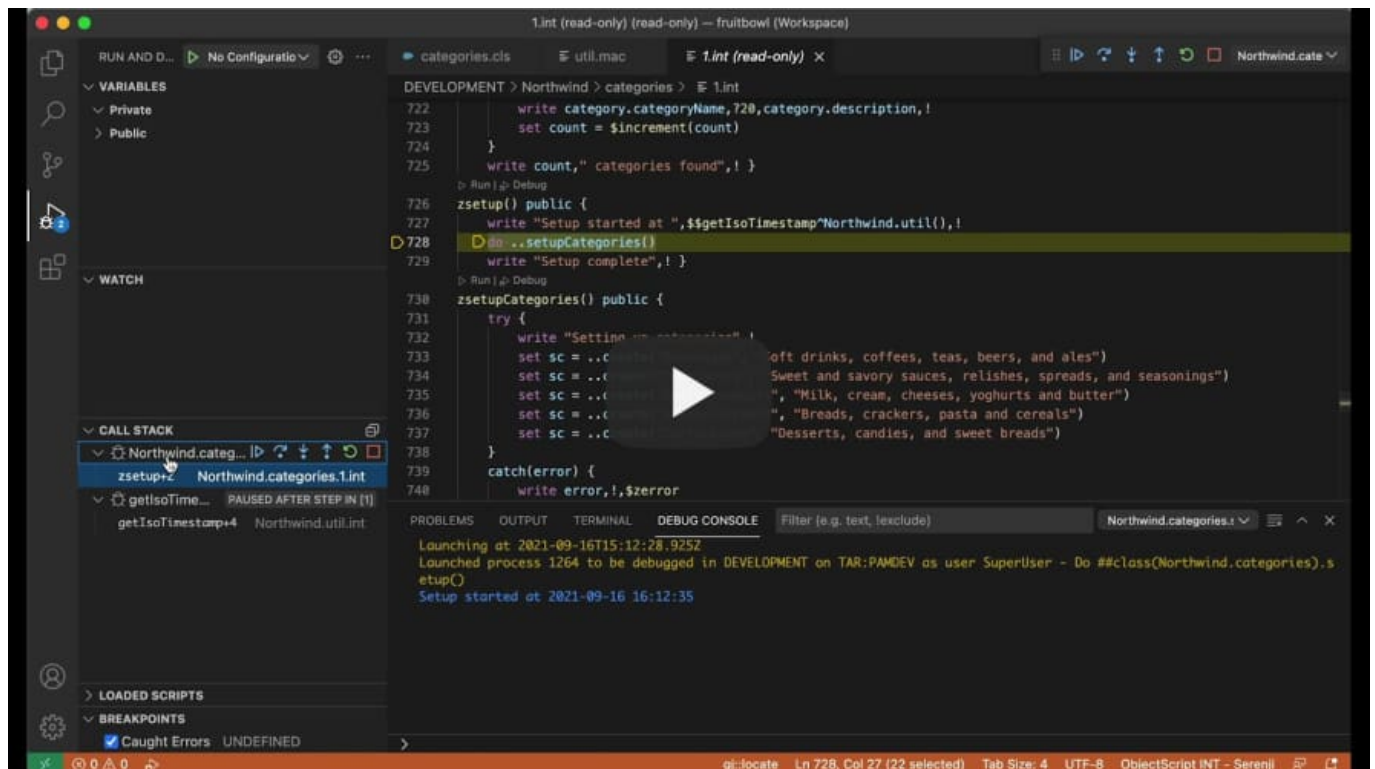 1.int (read-only) (read-only) — fruitbowl (Workspace)
RUN AND D... No Configuratio
categories.cls util.mac 1.int (read-only) Northwind.cate
VARIABLES
Private
Public
WATCH
CALL STACK
Northwind.categ...
zsetup+2 Northwind.categories.1.int
getIsoTime... PAUSED AFTER STEP IN [1]
getIsoTimestamp+4 Northwind.util.int
LOADED SCRIPTS
BREAKPOINTS
Caught Errors UNDEFINED
DEVELOPMENT > Northwind > categories > 1.int
722 write category.categoryName,?20,category.description,!
723 set count = $increment(count)
724 }
725 write count," categories found",! }
Run | Debug
726 zsetup() public {
727 write "Setup started at ",$$getIsoTimestamp^Northwind.util(),!
728 do ..setupCategories()
729 write "Setup complete",! }
Run | Debug
730 zsetupCategories() public {
731 try {
732 write "Setting
733 set sc = ..c oft drinks, coffees, teas, beers, and ales")
734 set sc = ..c Sweet and savory sauces, relishes, spreads, and seasonings")
735 set sc = ..c ", "Milk, cream, cheeses, yoghurts and butter")
736 set sc = ..c ", "Breads, crackers, pasta and cereals")
737 set sc = ..c "Desserts, candies, and sweet breads")
738 }
739 catch(error) {
740 write error,!,$zerror
PROBLEMS OUTPUT TERMINAL DEBUG CONSOLE Filter (e.g. text, !exclude) Northwind.categories.s
Launching at 2021-09-16T15:12:28.925Z
Launched process 1264 to be debugged in DEVELOPMENT on TAR:PAMDEV as user SuperUser - Do ##class(Northwind.categories).s
etup()
Setup started at 2021-09-16 16:12:35
0 0 Ln 728, Col 27 (22 selected) Tab Size: 4 UTF-8 ObjectScript INT - Serenji